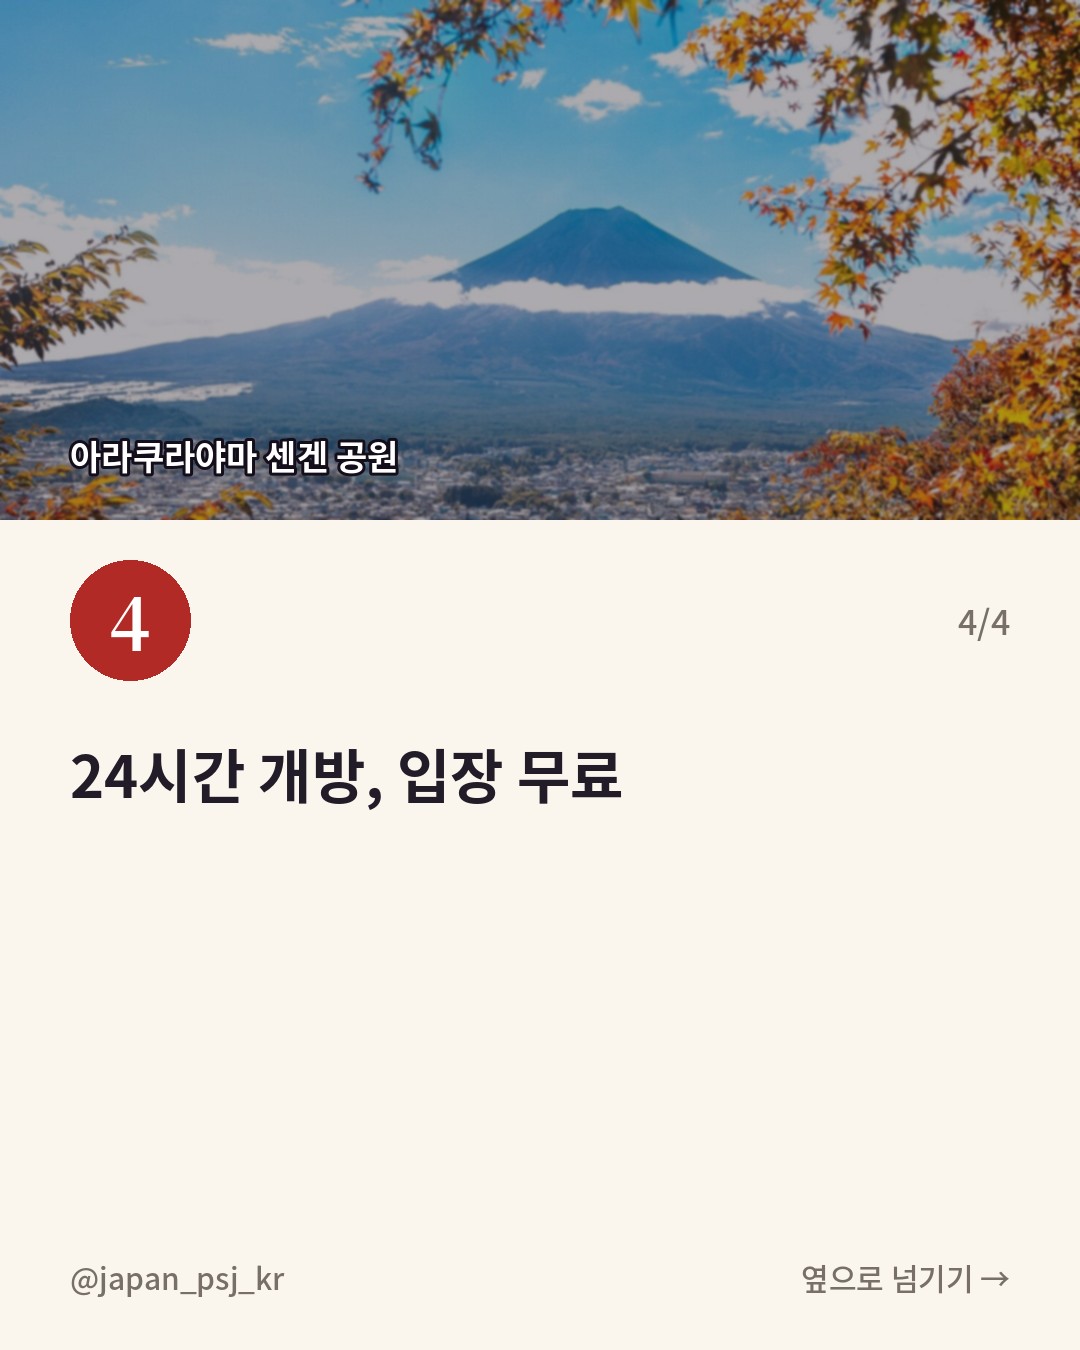 아라쿠라야마 센겐 공원
4
4/4
24시간 개방, 입장 무료
@japan_psj_kr
옆으로 넘기기 →